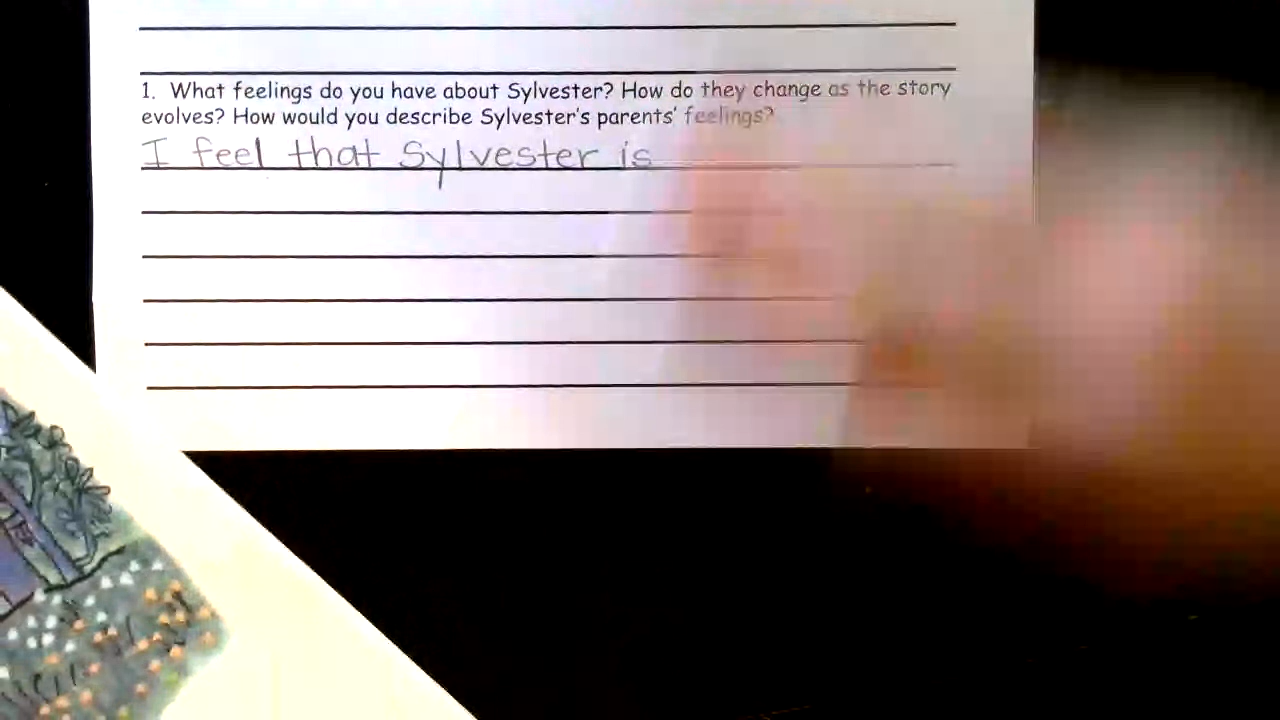 1. What feelings do you have about Sylvester? How do they change as the story
evolves? How would you describe Sylvester's parents' feelings?
I feel that Sylvester is